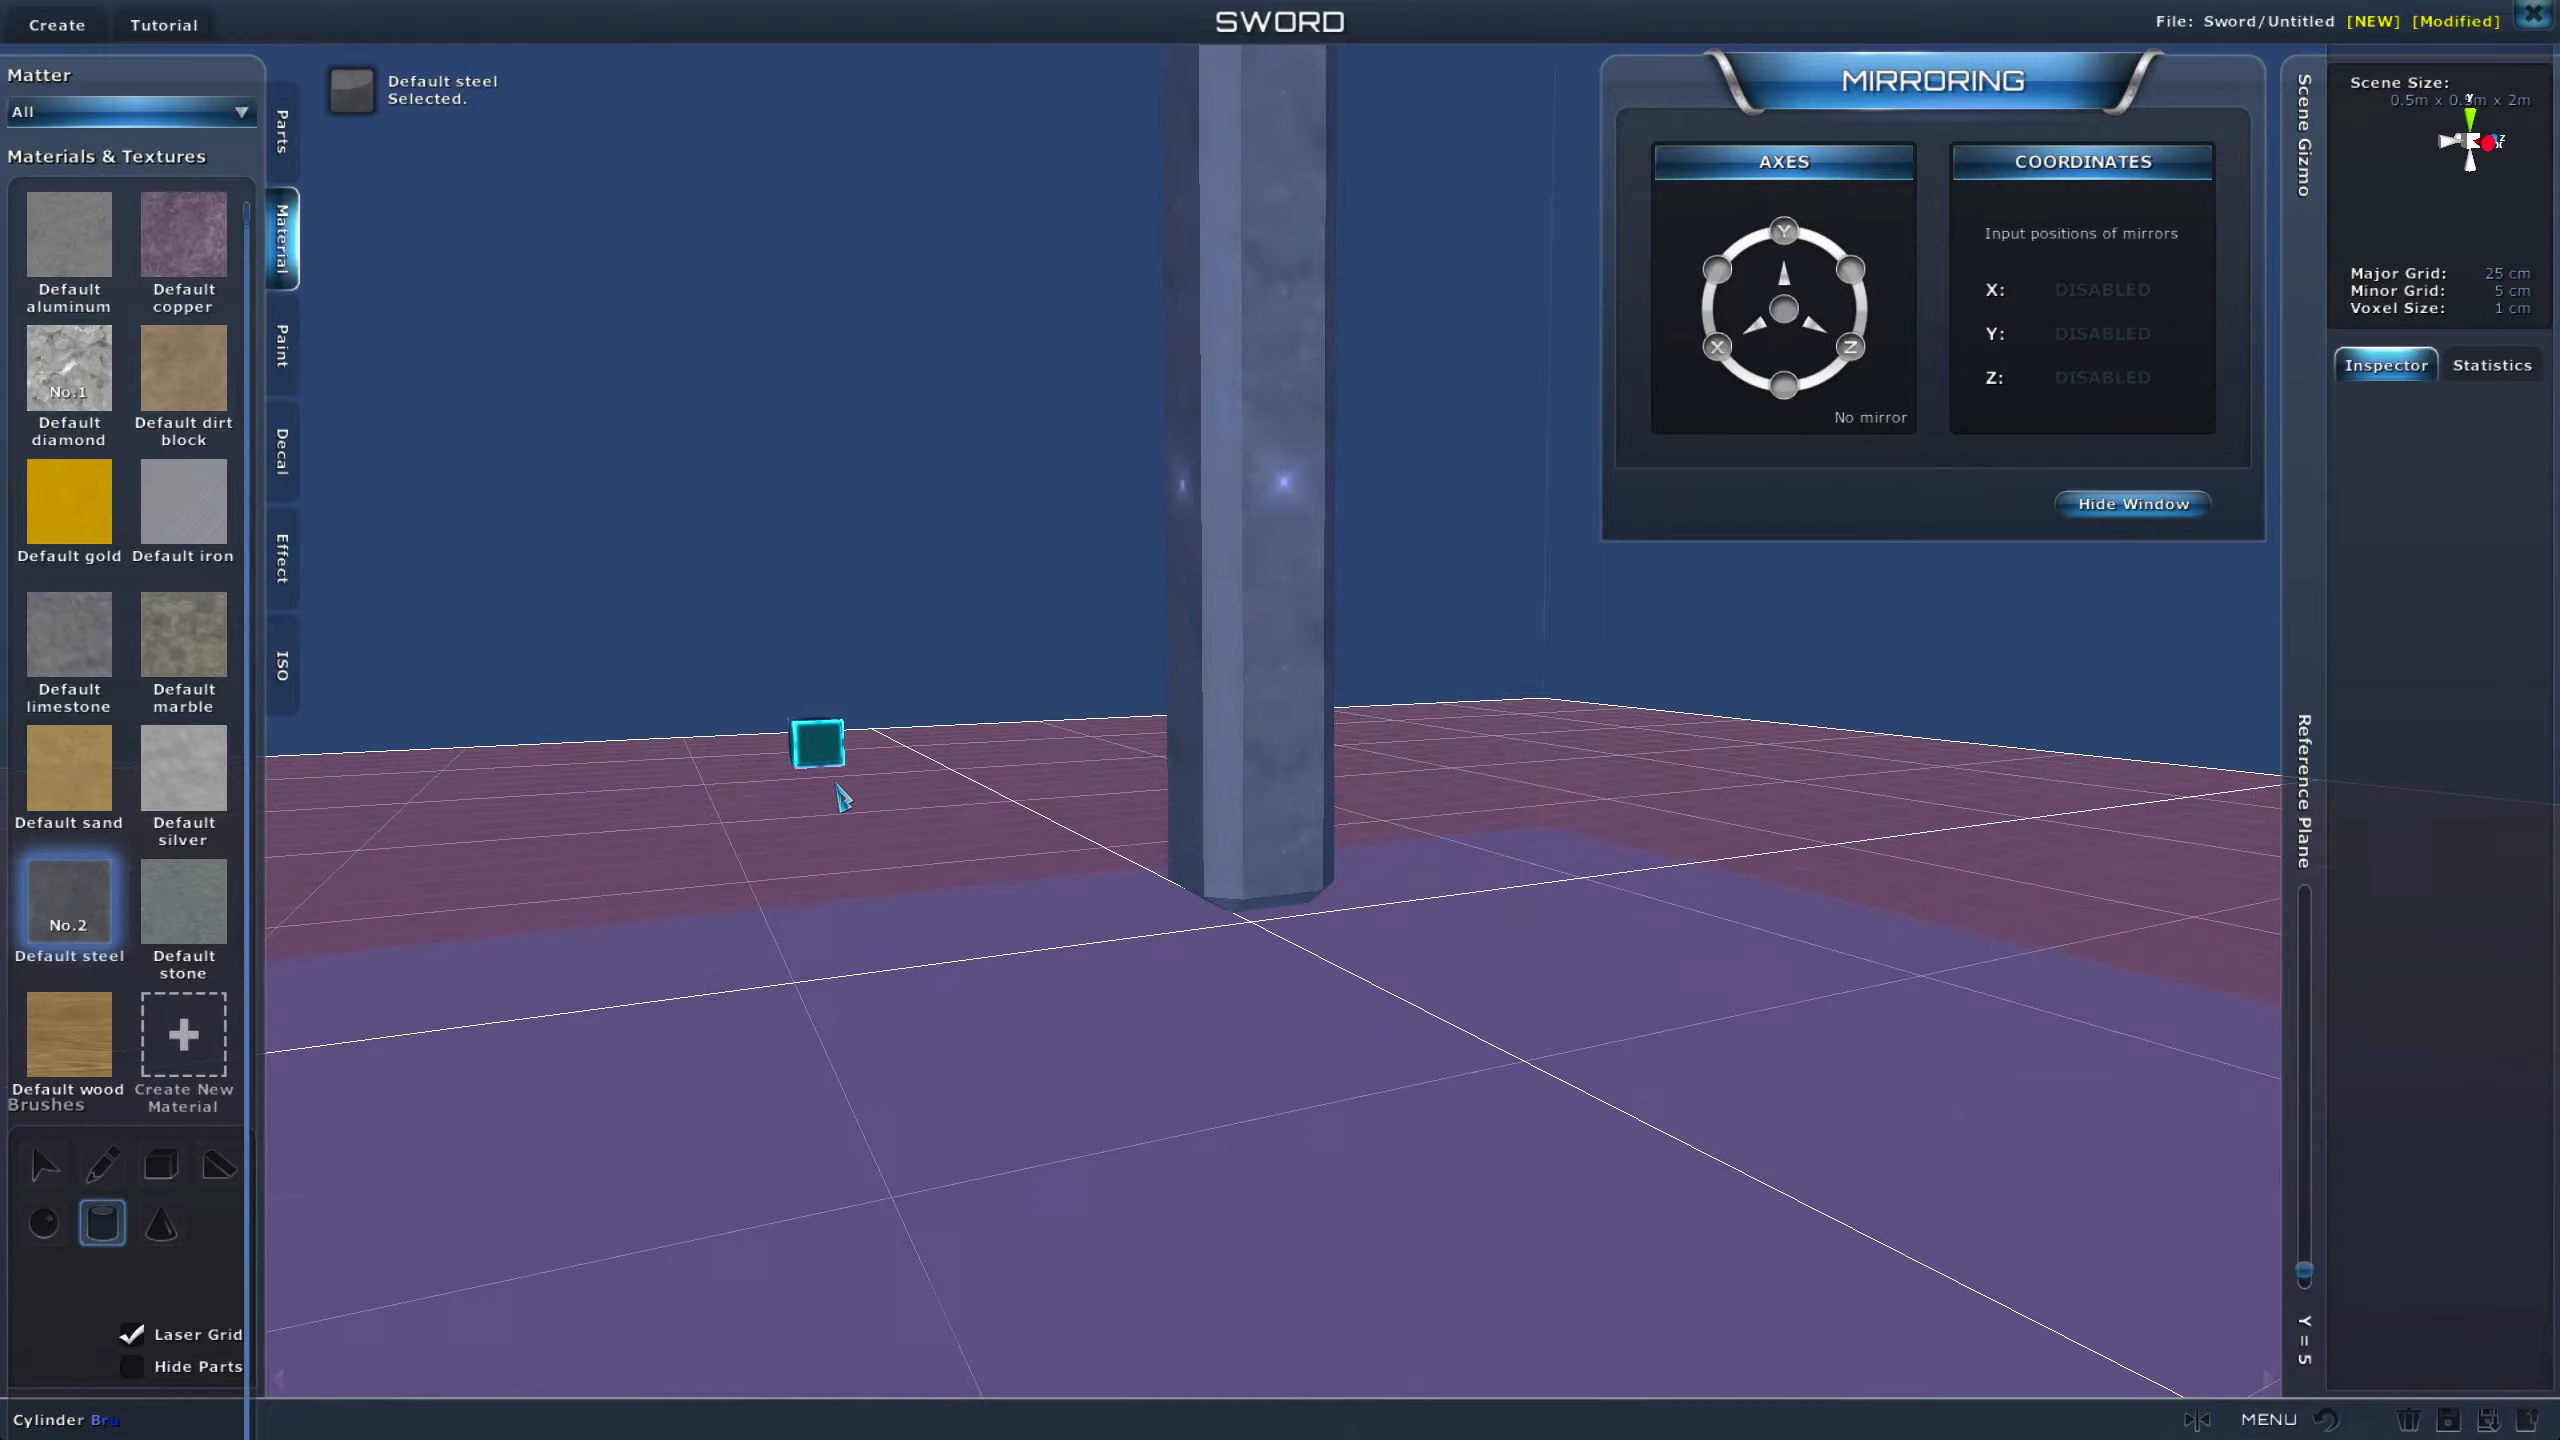 Create
Tutorial
SWORD
File: Sword/Untitled [NEW] [Modified]
Matter
All
Materials & Textures
Default aluminum
Default copper
No.1
Default diamond
Default dirt block
Default gold
Default iron
Default limestone
Default marble
Default sand
Default silver
No.2
Default steel
Default stone
Default wood
Create New Material
Brushes
Laser Grid
Hide Parts
Cylinder Bru
Parts
Material
Paint
Decal
Effect
ISO
Default steel
Selected.
MIRRORING
AXES
Y
X
Z
No mirror
COORDINATES
Input positions of mirrors
X: DISABLED
Y: DISABLED
Z: DISABLED
Hide Window
Scene Gizmo
Reference Plane
Y = 5
Scene Size:
Major Grid: 25 cm
Minor Grid: 5 cm
Voxel Size: 1 cm
Inspector
Statistics
MENU